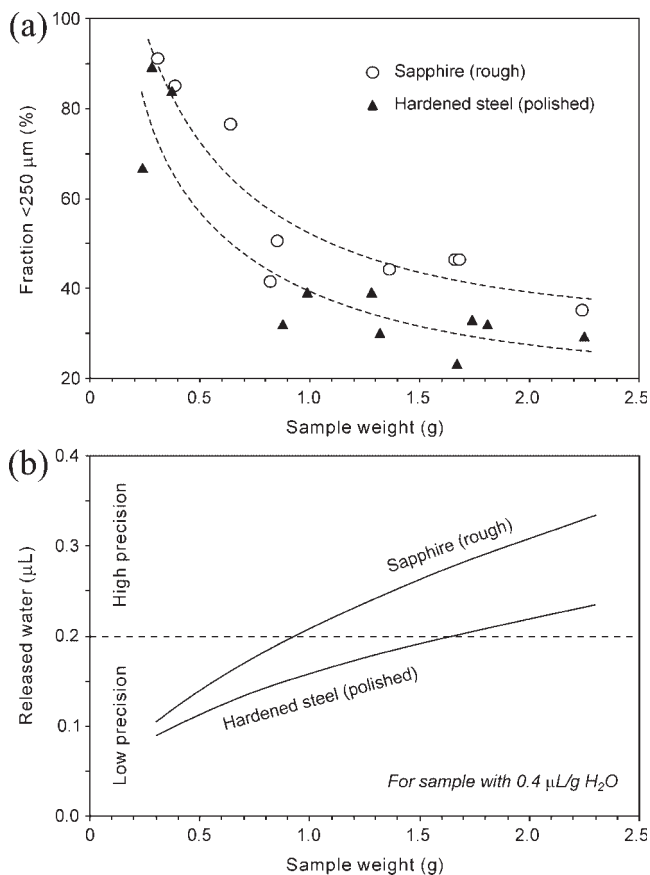 (a)
100
80
60
40
20
Fraction <250 μm (%)
Sapphire (rough)
Hardened steel (polished)
0 0.5 1.0 1.5 2.0 2.5
Sample weight (g)
(b)
0.4
0.3
0.2
0.1
0.0
Released water (μL)
High precision
Low precision
Sapphire (rough)
Hardened steel (polished)
For sample with 0.4 μL/g H₂O
0 0.5 1.0 1.5 2.0 2.5
Sample weight (g)